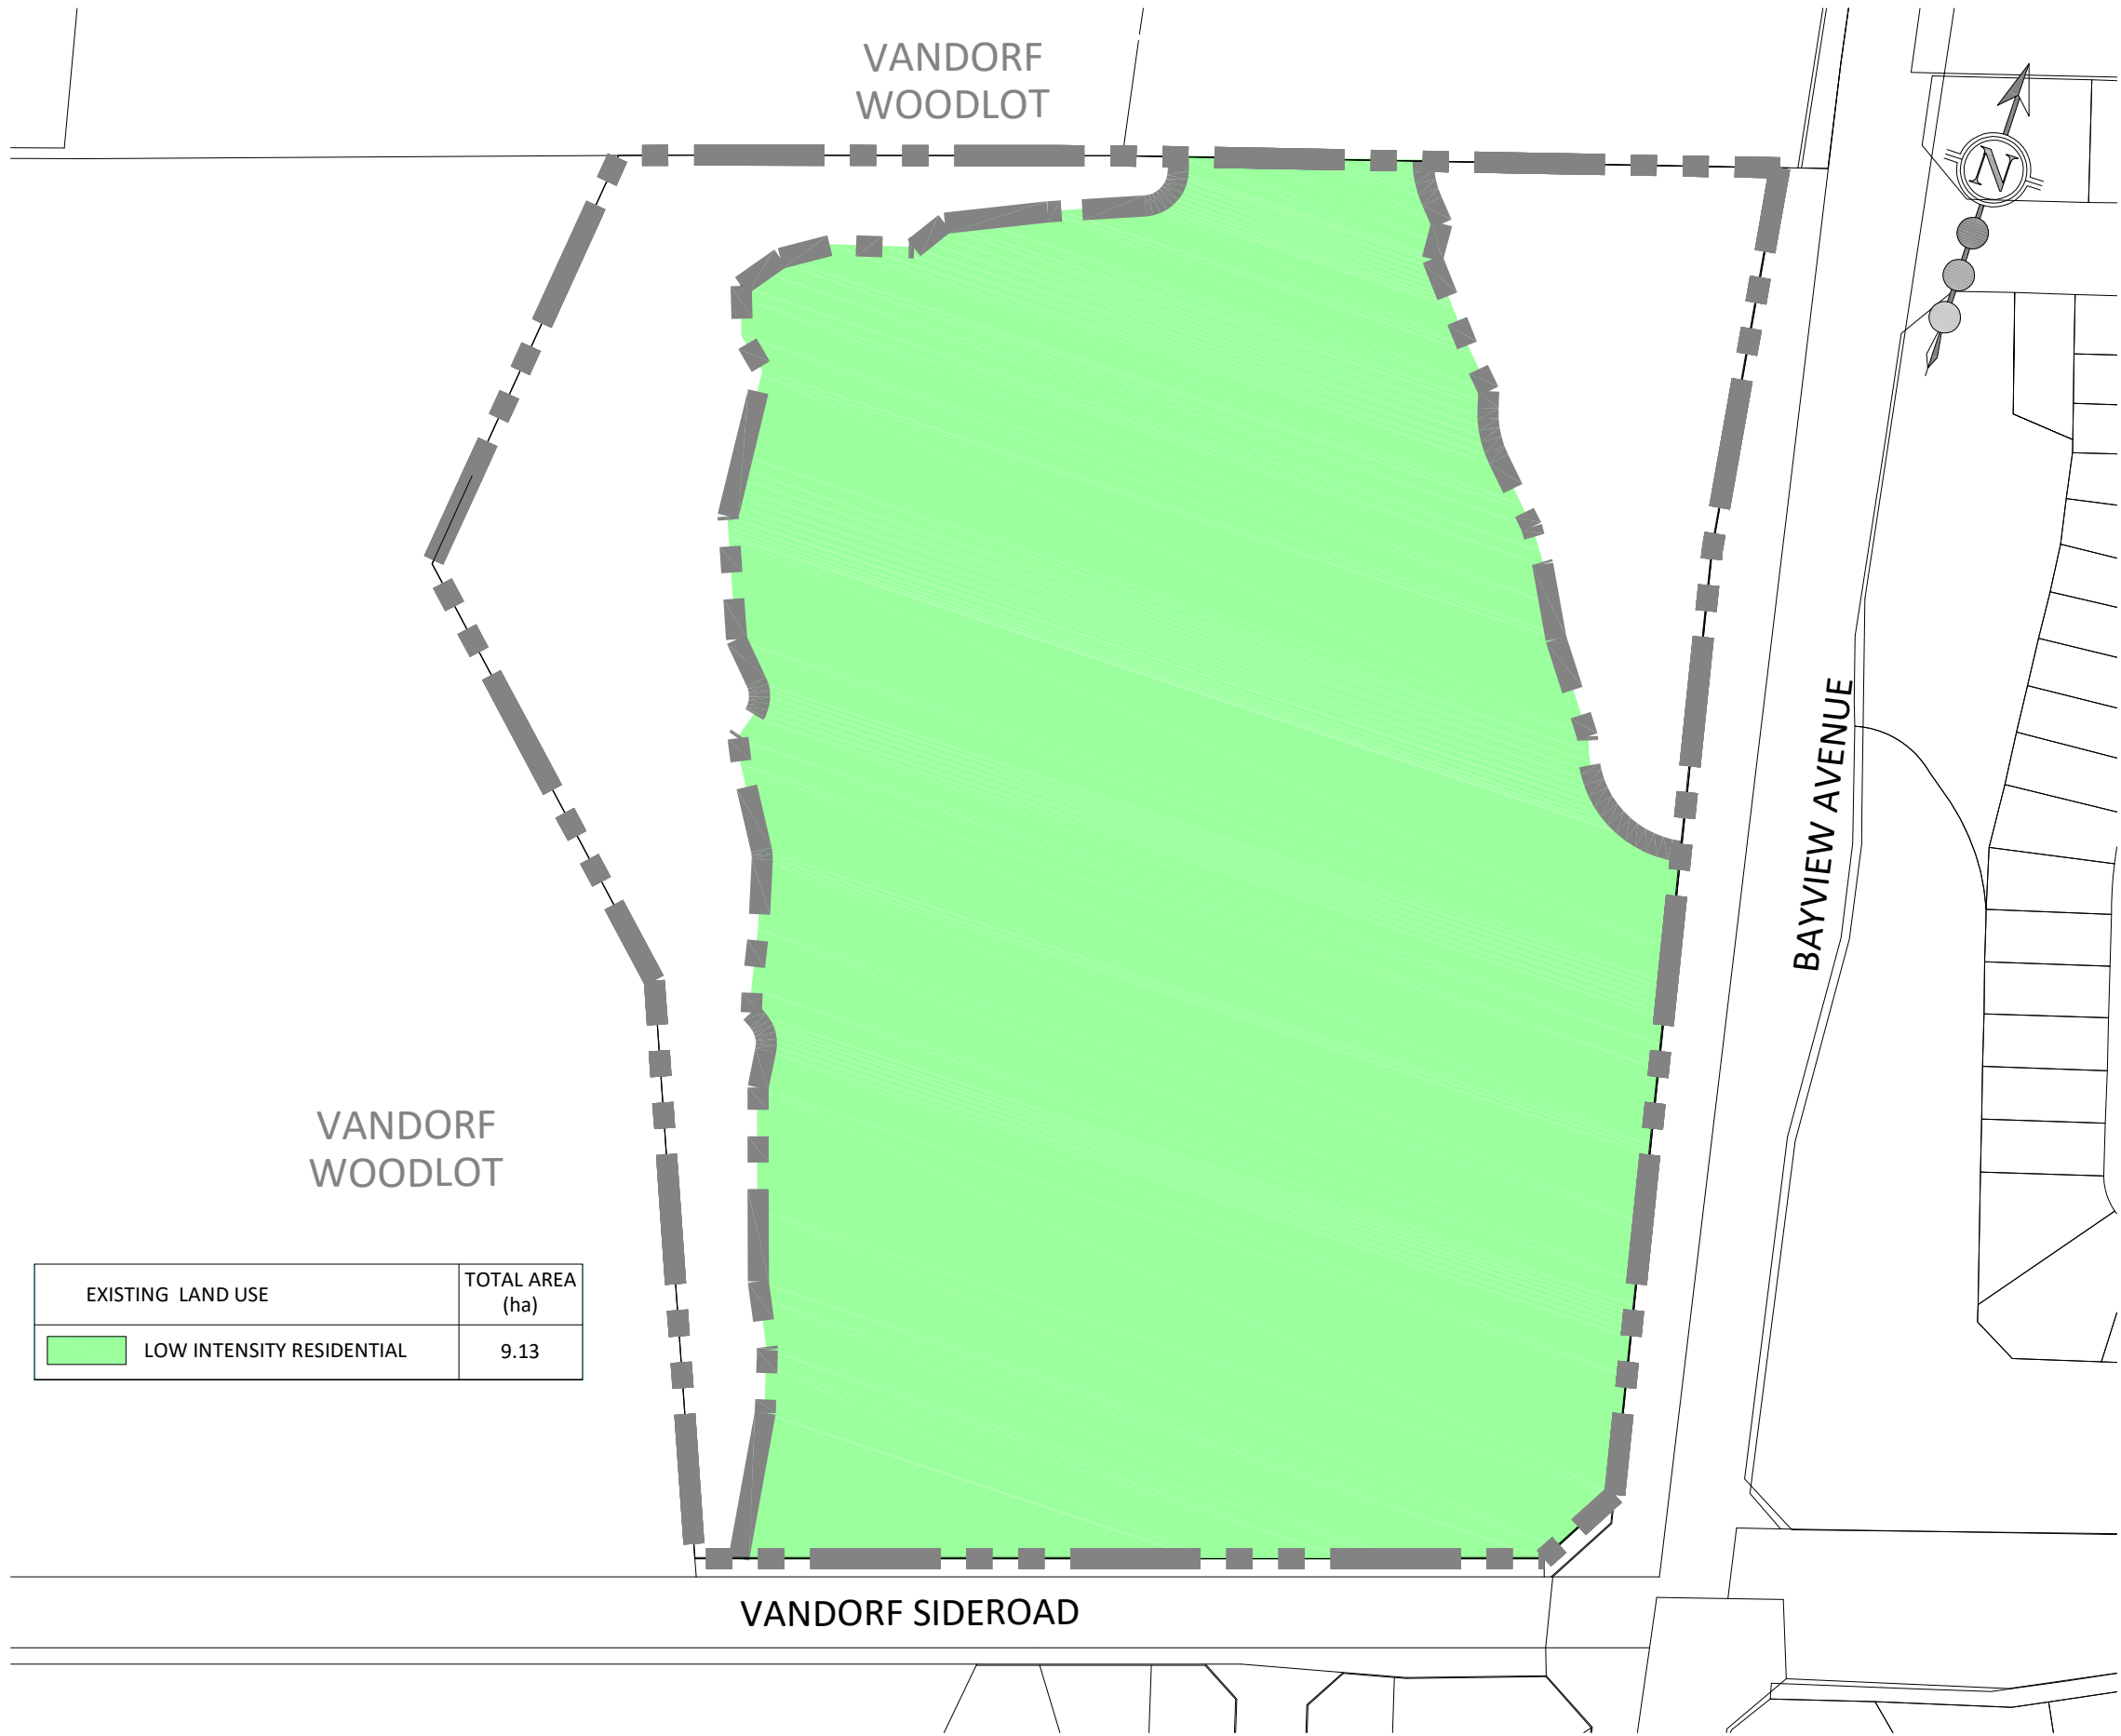 VANDORF
WOODLOT
N
BAYVIEW AVENUE
VANDORF
WOODLOT
EXISTING LAND USE
TOTAL AREA
(ha)
LOW INTENSITY RESIDENTIAL
9.13
VANDORF SIDEROAD